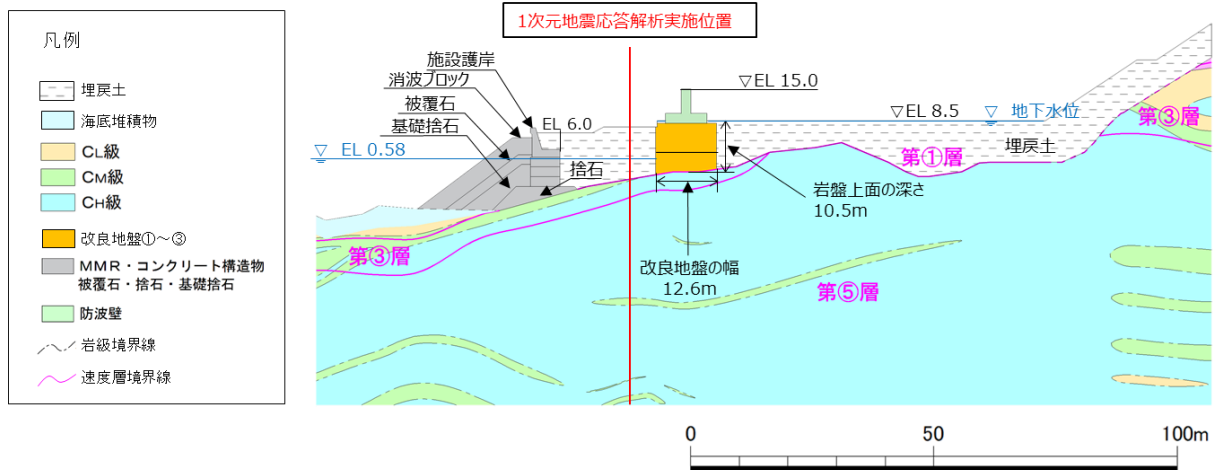 1次元地震応答解析実施位置
凡例
埋戻土
海底堆積物
CL級
CM級
CH級
改良地盤①～③
MMR・コンクリート構造物
被覆石・捨石・基礎捨石
防波壁
岩級境界線
速度層境界線
施設護岸
消波ブロック
被覆石
基礎捨石
EL 6.0
▽ EL 0.58
捨石
▽EL 15.0
▽EL 8.5
▽ 地下水位
第③層
第①層
埋戻土
岩盤上面の深さ
10.5m
第③層
改良地盤の幅
12.6m
第⑤層
0
50
100m